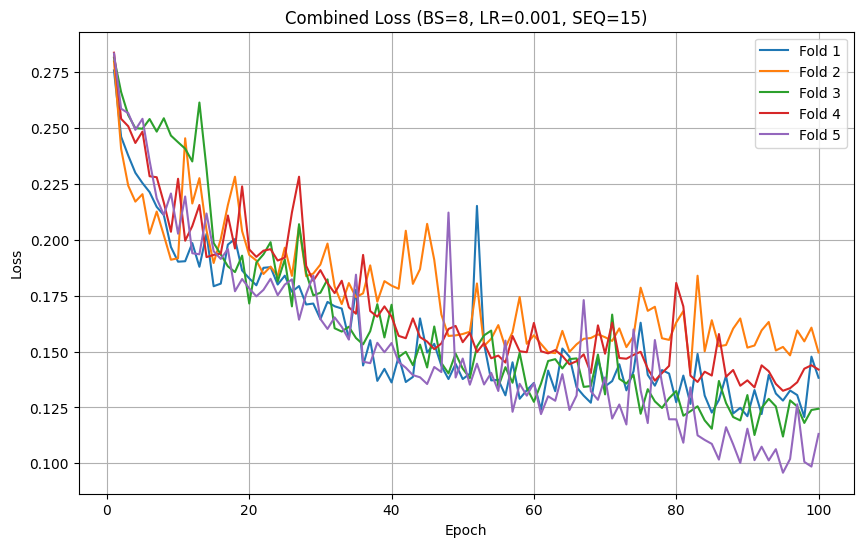 Combined Loss (BS=8, LR=0.001, SEQ=15)
Loss
0.275
0.250
0.225
0.200
0.175
0.150
0.125
0.100
Fold 1
Fold 2
Fold 3
Fold 4
Fold 5
0 20 40 60 80 100
Epoch